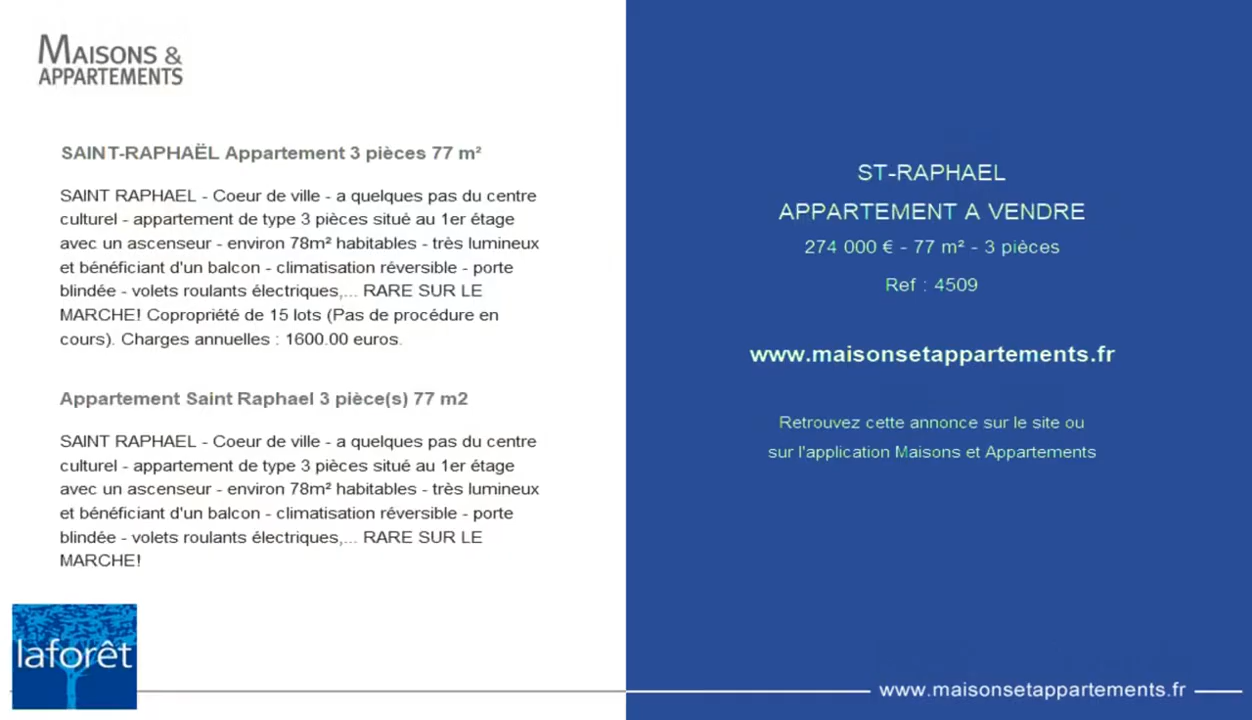 MAISONS &
APPARTEMENTS
SAINT-RAPHAËL Appartement 3 pièces 77 m²
SAINT RAPHAEL - Coeur de ville - a quelques pas du centre
culturel - appartement de type 3 pièces situé au 1er étage
avec un ascenseur - environ 78m² habitables - très lumineux
et bénéficiant d'un balcon - climatisation réversible - porte
blindée - volets roulants électriques,... RARE SUR LE
MARCHE! Copropriété de 15 lots (Pas de procédure en
cours). Charges annuelles : 1600.00 euros.
Appartement Saint Raphael 3 pièce(s) 77 m2
SAINT RAPHAEL - Coeur de ville - a quelques pas du centre
culturel - appartement de type 3 pièces situé au 1er étage
avec un ascenseur - environ 78m² habitables - très lumineux
et bénéficiant d'un balcon - climatisation réversible - porte
blindée - volets roulants électriques,... RARE SUR LE
MARCHE!
laforêt
ST-RAPHAEL
APPARTEMENT A VENDRE
274 000 € - 77 m² - 3 pièces
Ref : 4509
www.maisonsetappartements.fr
Retrouvez cette annonce sur le site ou
sur l'application Maisons et Appartements
www.maisonsetappartements.fr